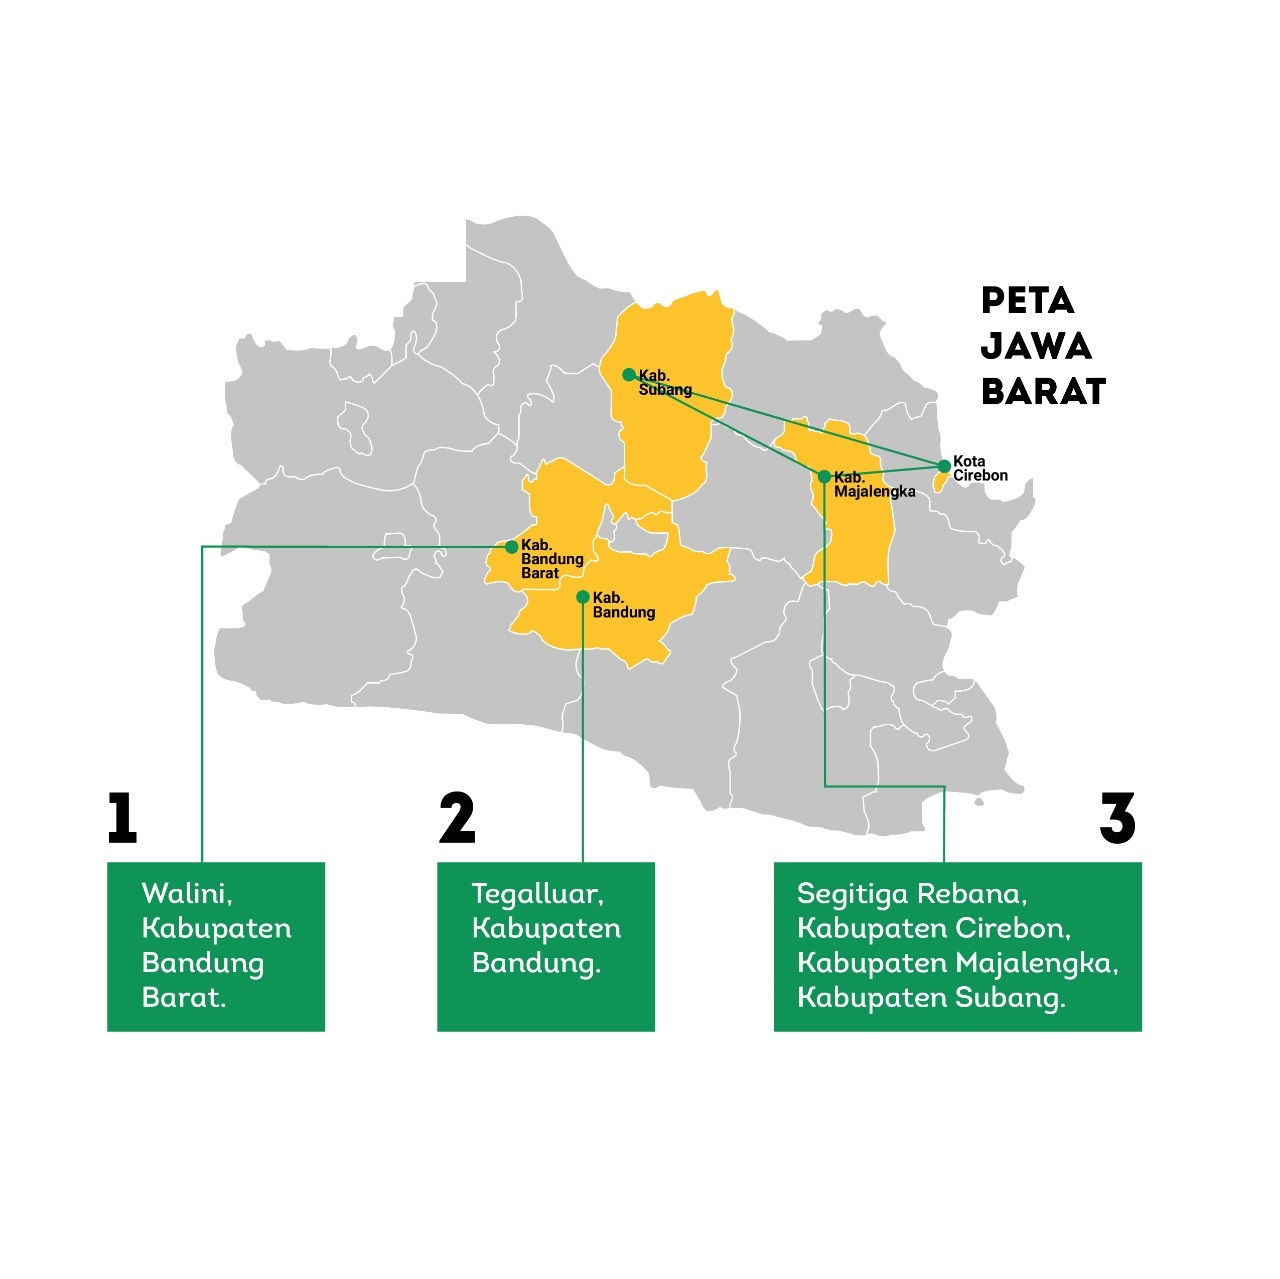 PETA
JAWA
BARAT
Kab.
Subang
Kota
Cirebon
Kab.
Majalengka
Kab.
Bandung
Barat
Kab.
Bandung
1
Walini,
Kabupaten
Bandung
Barat.
2
Tegalluar,
Kabupaten
Bandung.
3
Segitiga Rebana,
Kabupaten Cirebon,
Kabupaten Majalengka,
Kabupaten Subang.